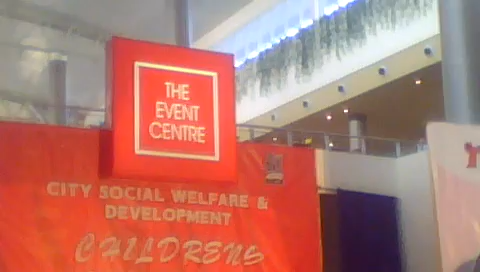 THE
EVENT
CENTRE
CITY SOCIAL WELFARE &
DEVELOPMENT
CHILDRENS